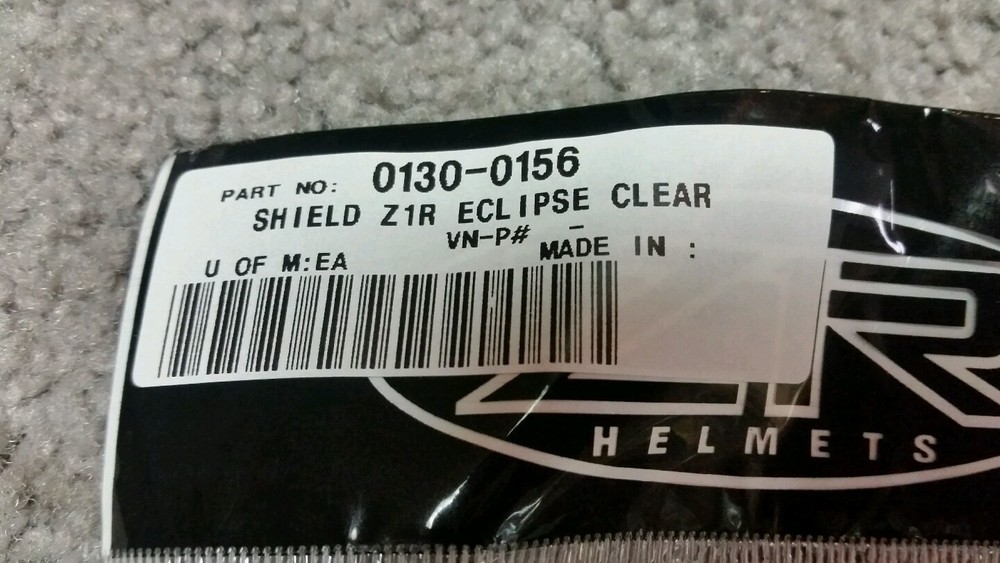 PART NO: 0130-0156
SHIELD Z1R ECLIPSE CLEAR
VN-P# -
U OF M:EA MADE IN :
HELMETS